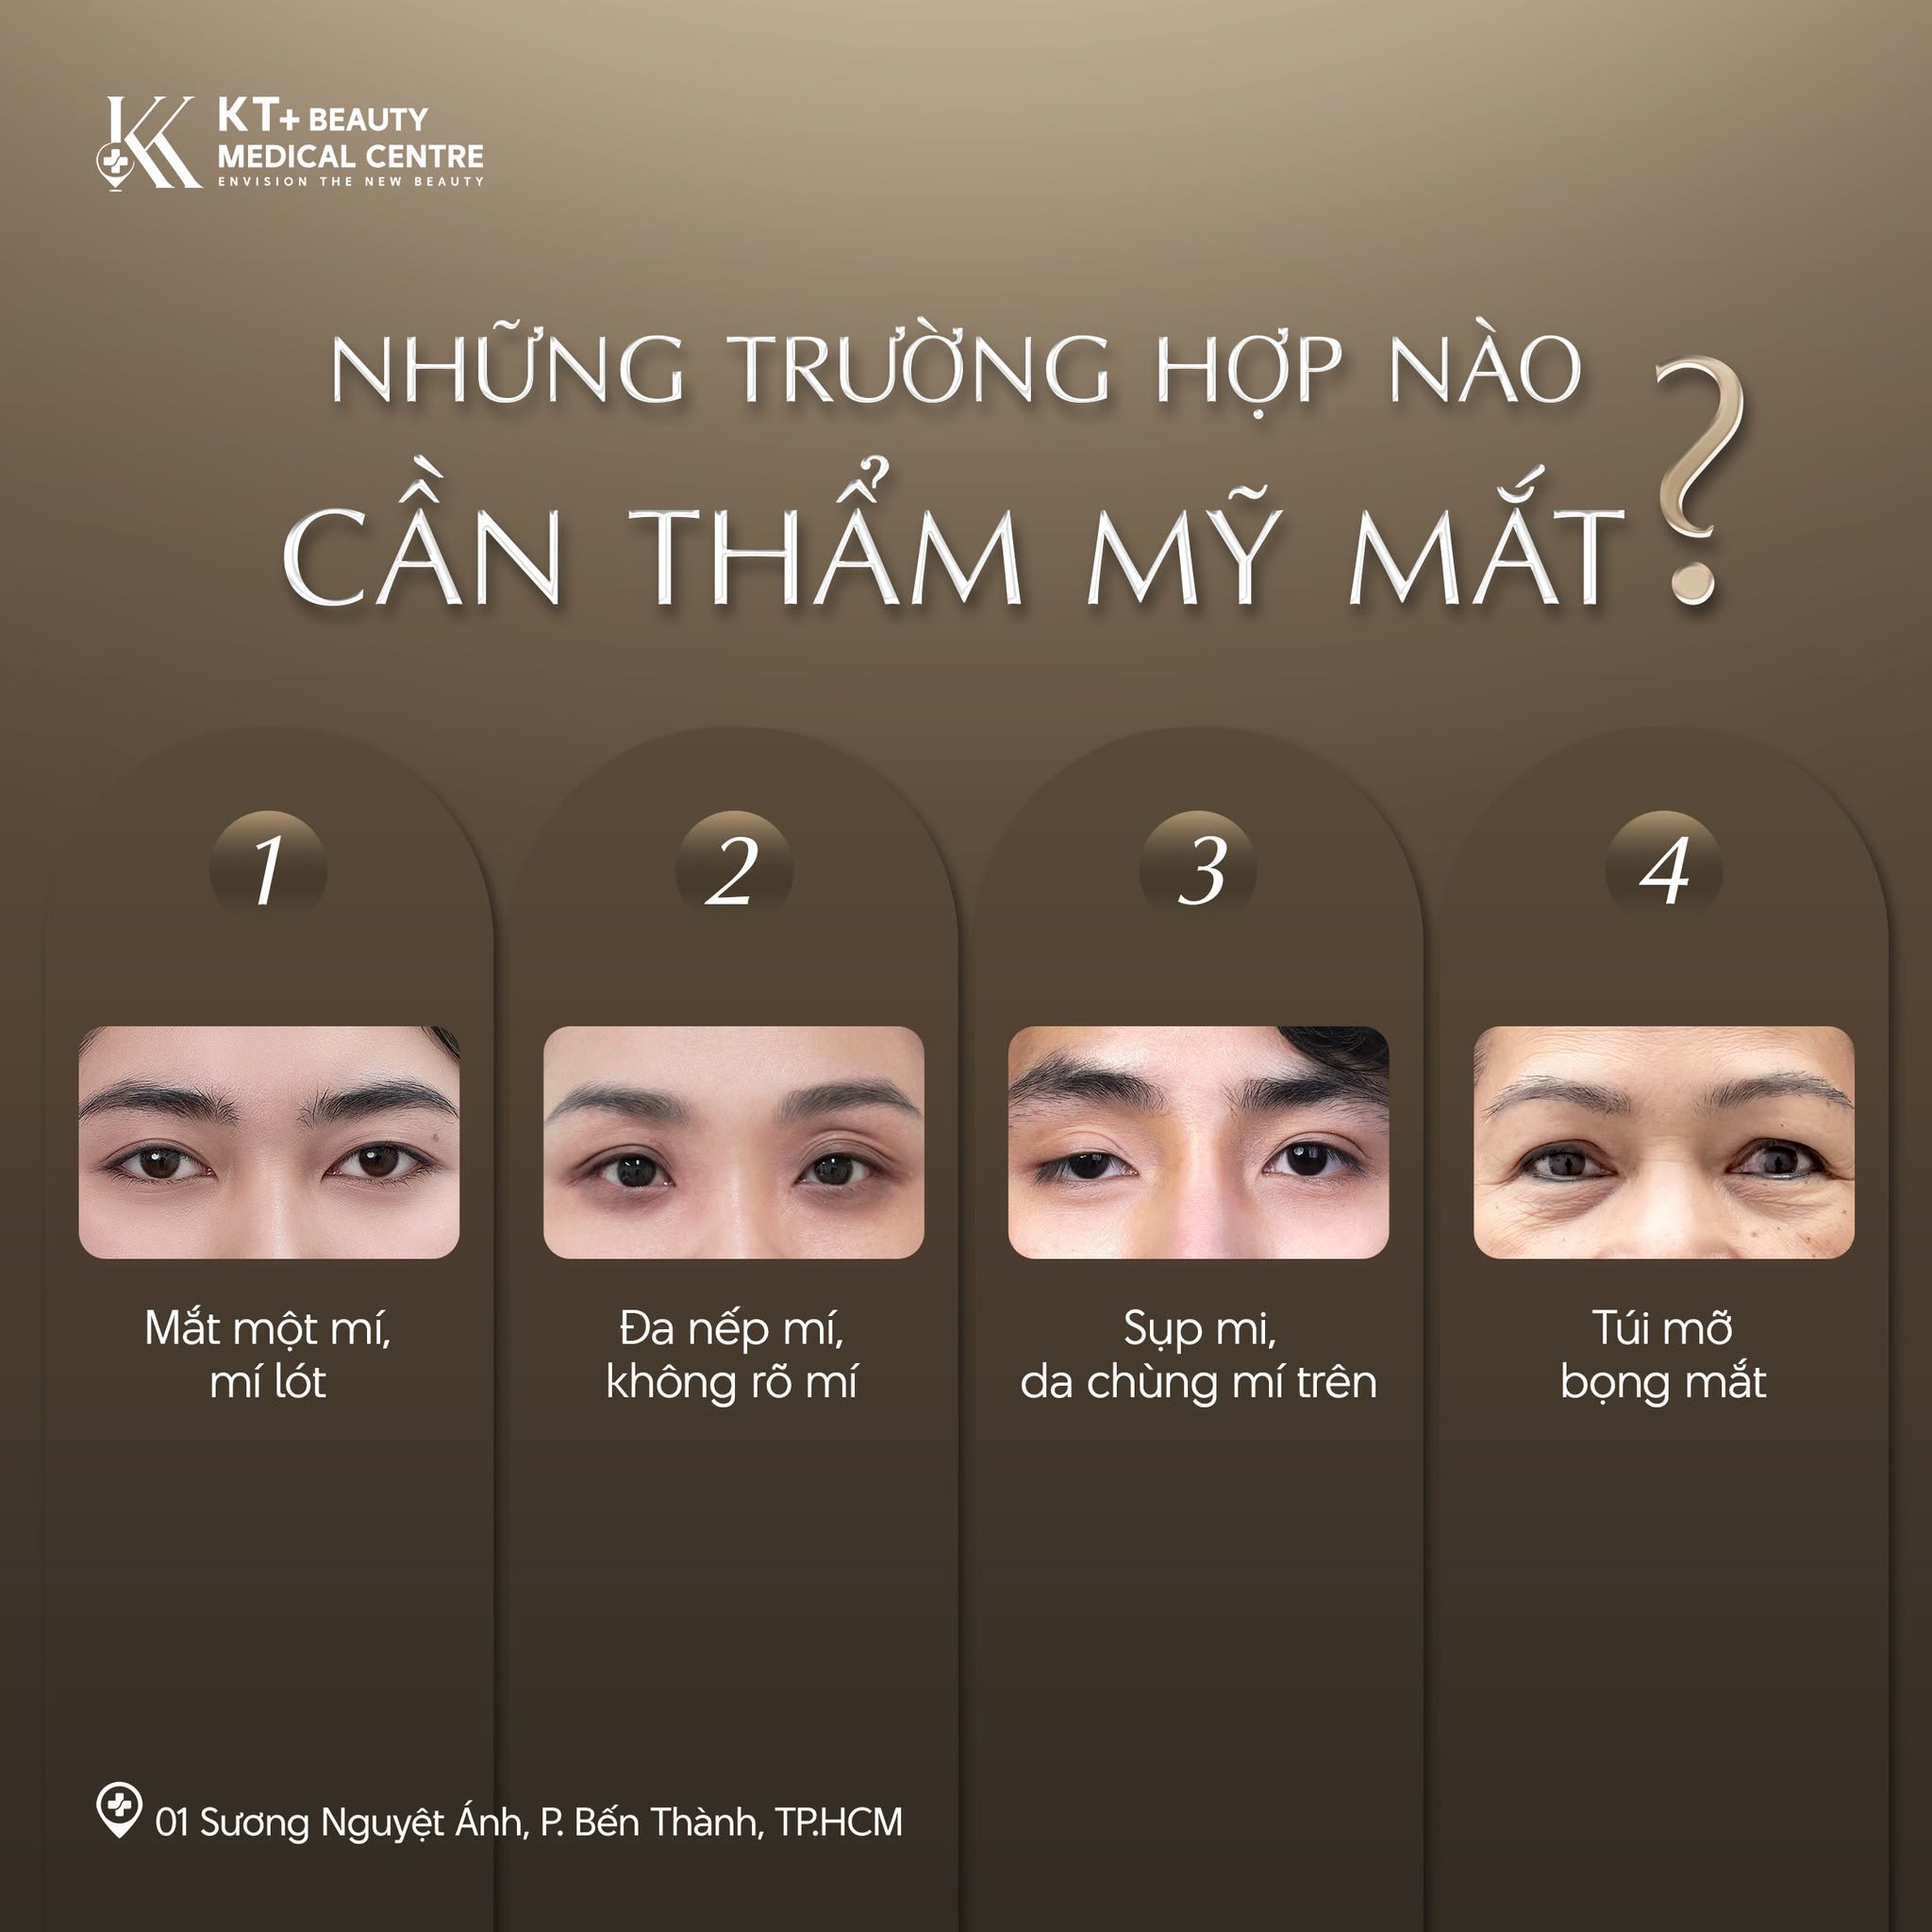 KT+ BEAUTY
MEDICAL CENTRE
ENVISION THE NEW BEAUTY
NHỮNG TRƯỜNG HỢP NÀO
CẦN THẨM MỸ MẮT?
1
Mắt một mí,
mí lót
2
Đa nếp mí,
không rõ mí
3
Sụp mi,
da chùng mí trên
4
Túi mỡ
bọng mắt
01 Sương Nguyệt Ánh, P. Bến Thành, TP.HCM